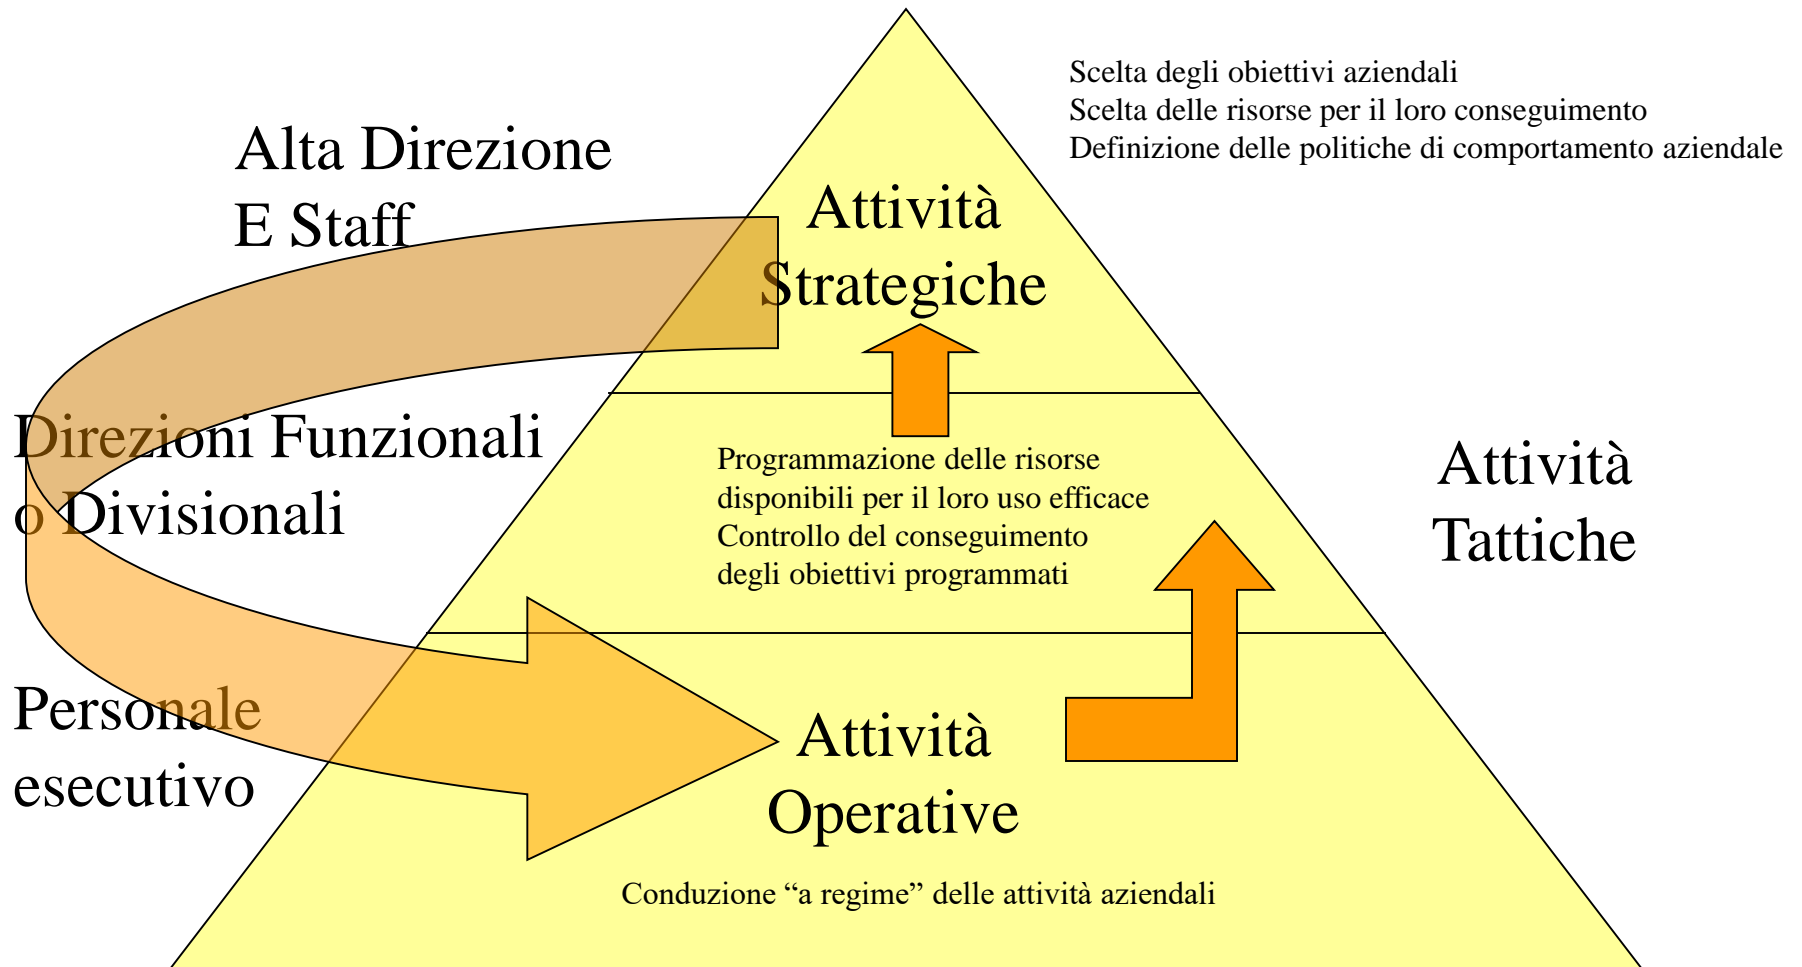 Scelta degli obiettivi aziendali
Scelta delle risorse per il loro conseguimento
Definizione delle politiche di comportamento aziendale
Alta Direzione
E Staff
Attività
Strategiche
Direzioni Funzionali
o Divisionali
Programmazione delle risorse
disponibili per il loro uso efficace
Controllo del conseguimento
degli obiettivi programmati
Attività
Tattiche
Personale
esecutivo
Attività
Operative
Conduzione “a regime” delle attività aziendali